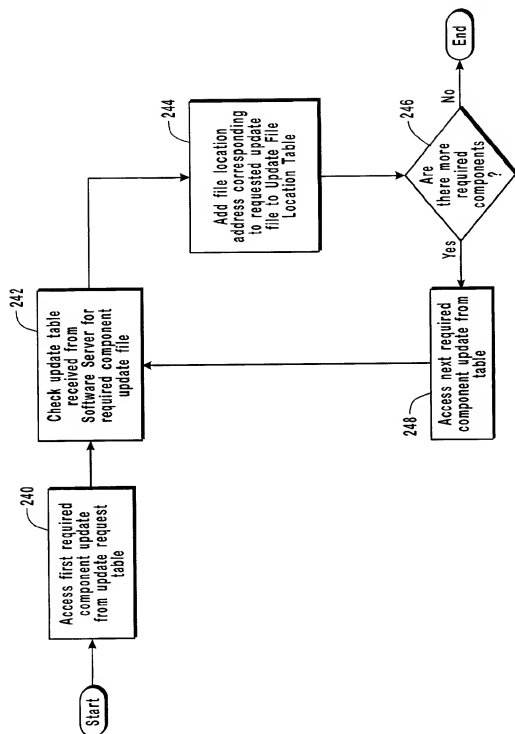 Start
240
Access first required
component update
from update request
table
242
Check update table
received from
Software Server for
required component
update file
244
Add file location
address corresponding
to requested update
file to Update File
Location Table
246
Are
there more
required
components
?
Yes
No
End
248
Access next required
component update from
table